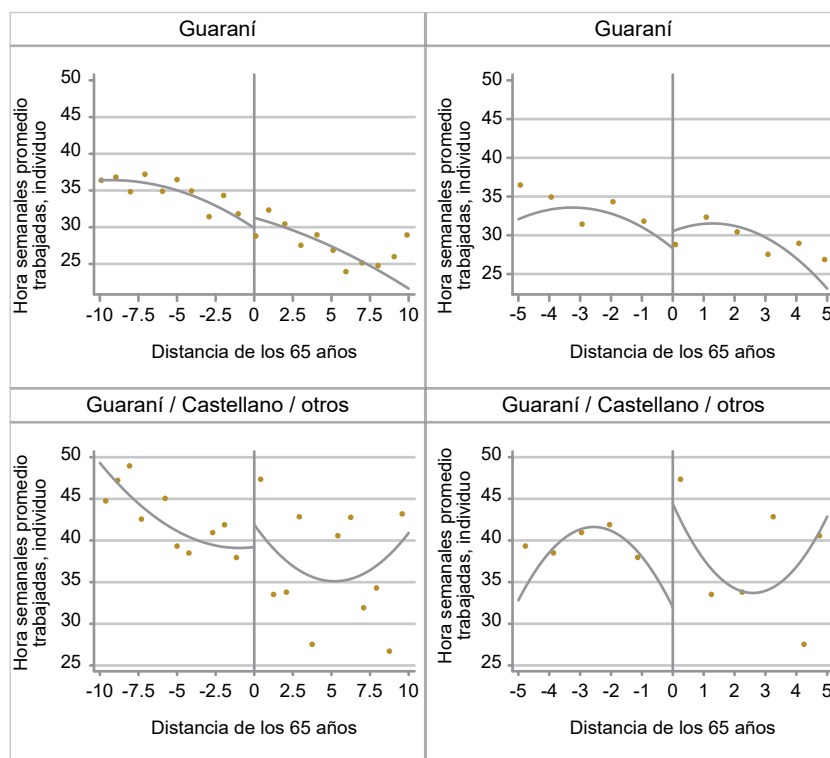 Guaraní
Hora semanales promedio
trabajadas, individuo
50
45
40
35
30
25
-10 -7.5 -5 -2.5 0 2.5 5 7.5 10
Distancia de los 65 años
Guaraní
Hora semanales promedio
trabajadas, individuo
50
45
40
35
30
25
-5 -4 -3 -2 -1 0 1 2 3 4 5
Distancia de los 65 años
Guaraní / Castellano / otros
Hora semanales promedio
trabajadas, individuo
50
45
40
35
30
25
-10 -7.5 -5 -2.5 0 2.5 5 7.5 10
Distancia de los 65 años
Guaraní / Castellano / otros
Hora semanales promedio
trabajadas, individuo
50
45
40
35
30
25
-5 -4 -3 -2 -1 0 1 2 3 4 5
Distancia de los 65 años